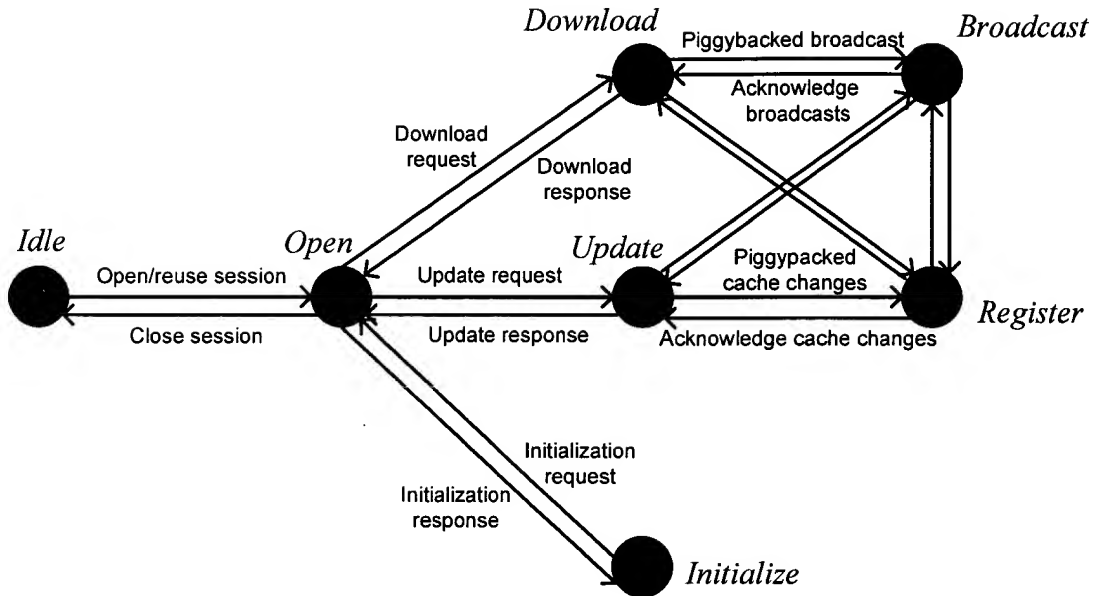 Download
Broadcast
Piggybacked broadcast
Acknowledge
broadcasts
Download
request
Download
response
Idle
Open
Update
Open/reuse session
Update request
Piggypacked
cache changes
Register
Close session
Update response
Acknowledge cache changes
Initialization
request
Initialization
response
Initialize